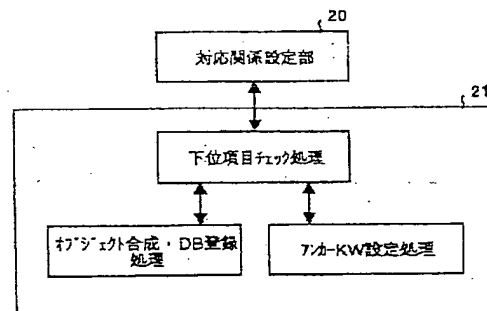 20
対応関係設定部
21
下位項目チェック処理
オブジェクト合成・DB登録
処理
アンカーKW設定処理